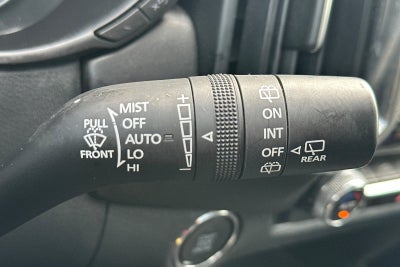 MIST
PULL OFF
AUTO
FRONT LO
HI
ON
INT
OFF
REAR